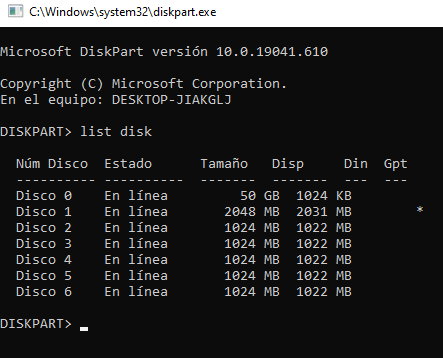 C:\Windows\system32\diskpart.exe
Microsoft DiskPart versión 10.0.19041.610
Copyright (C) Microsoft Corporation.
En el equipo: DESKTOP-JIAKGLJ
DISKPART> list disk
  Núm Disco  Estado      Tamaño   Disp     Din  Gpt
  ---------- ----------  -------  -------  ---  ---
  Disco 0    En línea         50 GB  1024 KB
  Disco 1    En línea       2048 MB  2031 MB        *
  Disco 2    En línea       1024 MB  1022 MB
  Disco 3    En línea       1024 MB  1022 MB
  Disco 4    En línea       1024 MB  1022 MB
  Disco 5    En línea       1024 MB  1022 MB
  Disco 6    En línea       1024 MB  1022 MB
DISKPART> _